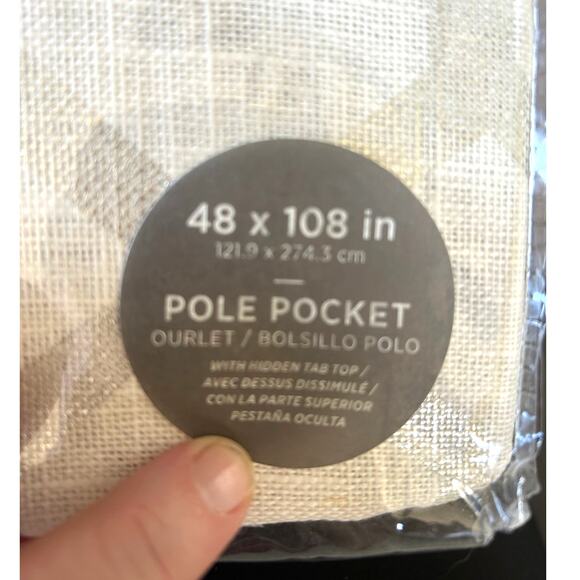 48 x 108 in
121.9 x 274.3 cm
POLE POCKET
OURLET / BOLSILLO POLO
WITH HIDDEN TAB TOP /
AVEC DESSUS DISSIMULÉ /
CON LA PARTE SUPERIOR
PESTAÑA OCULTA